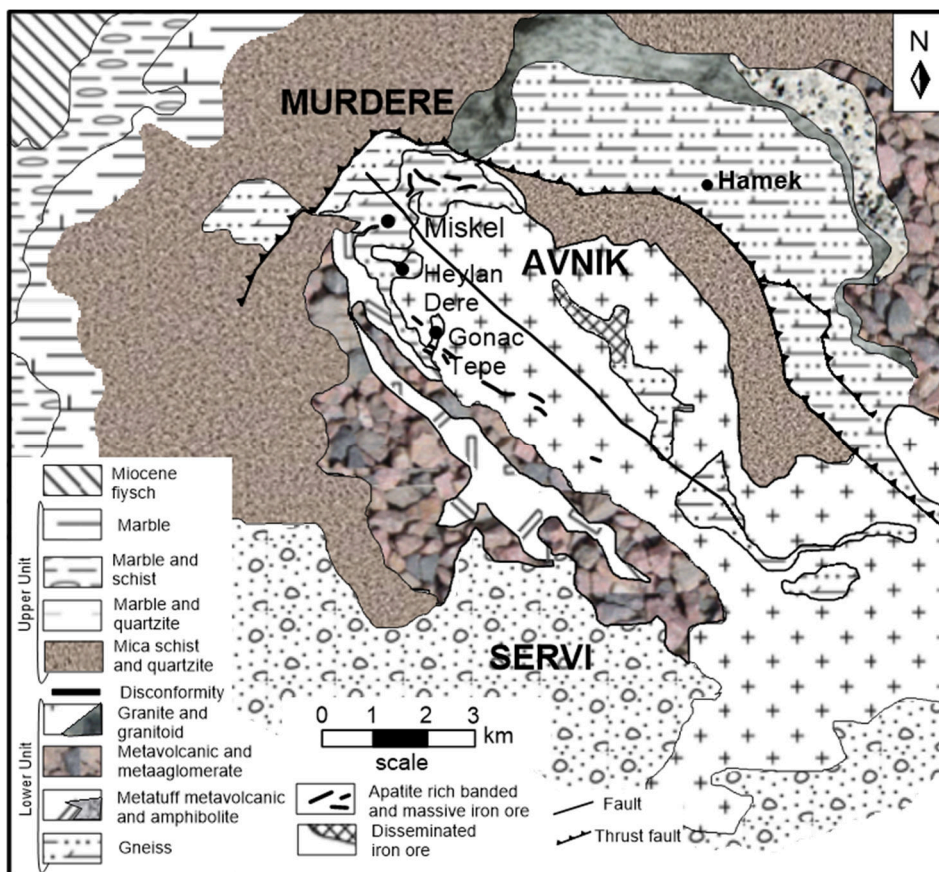 N
MURDERE
Hamek
Miskel
AVNIK
Heylan
Dere
Gonac
Tepe
SERVI
Upper Unit
Miocene
fiysch
Marble
Marble and
schist
Marble and
quartzite
Mica schist
and quartzite
Disconformity
Lower Unit
Granite and
granitoid
Metavolcanic and
metaaglomerate
Metatuff metavolcanic
and amphibolite
Gneiss
0 1 2 3
km
scale
Apatite rich banded
and massive iron ore
Disseminated
iron ore
Fault
Thrust fault